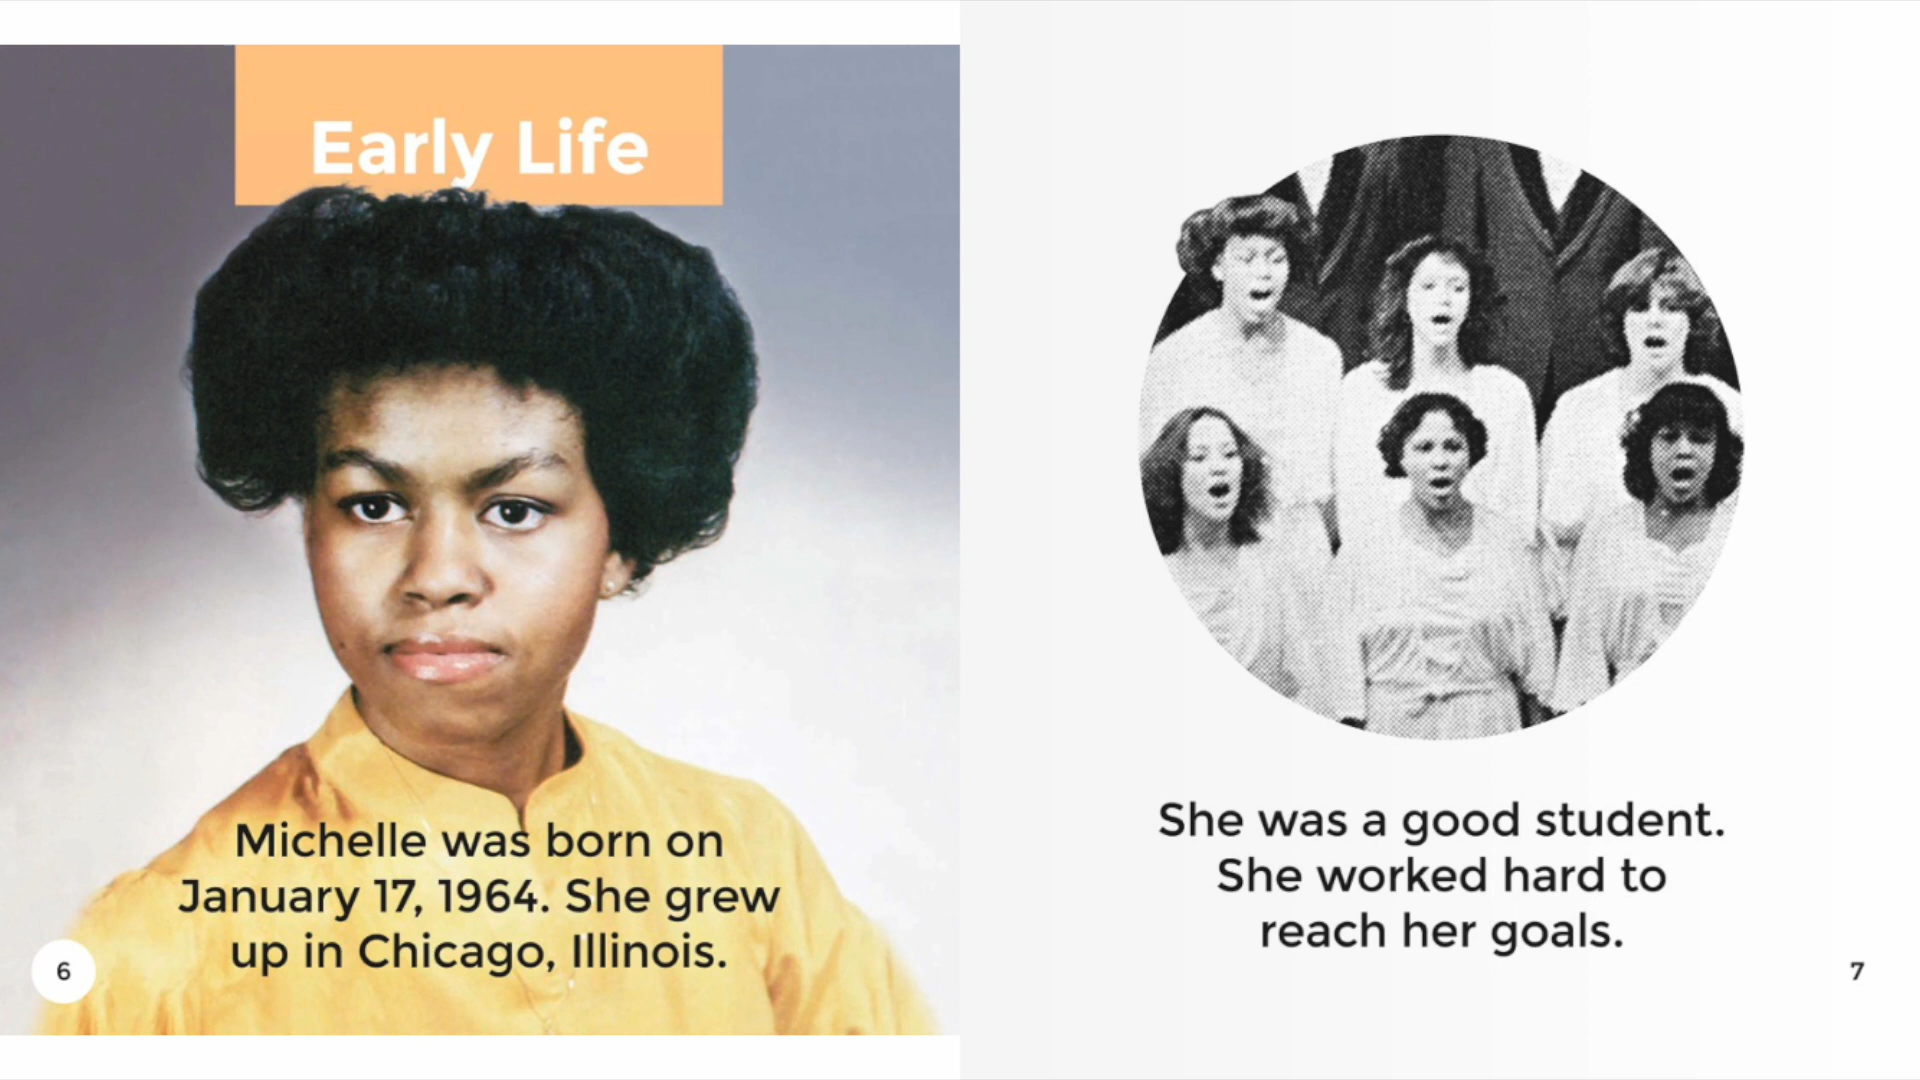 Early Life
Michelle was born on
January 17, 1964. She grew
up in Chicago, Illinois.
6
She was a good student.
She worked hard to
reach her goals.
7